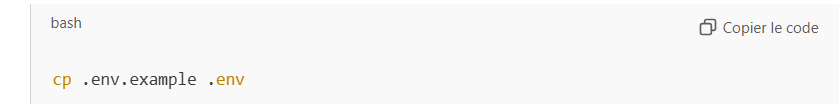 bash
Copier le code
cp .env.example .env